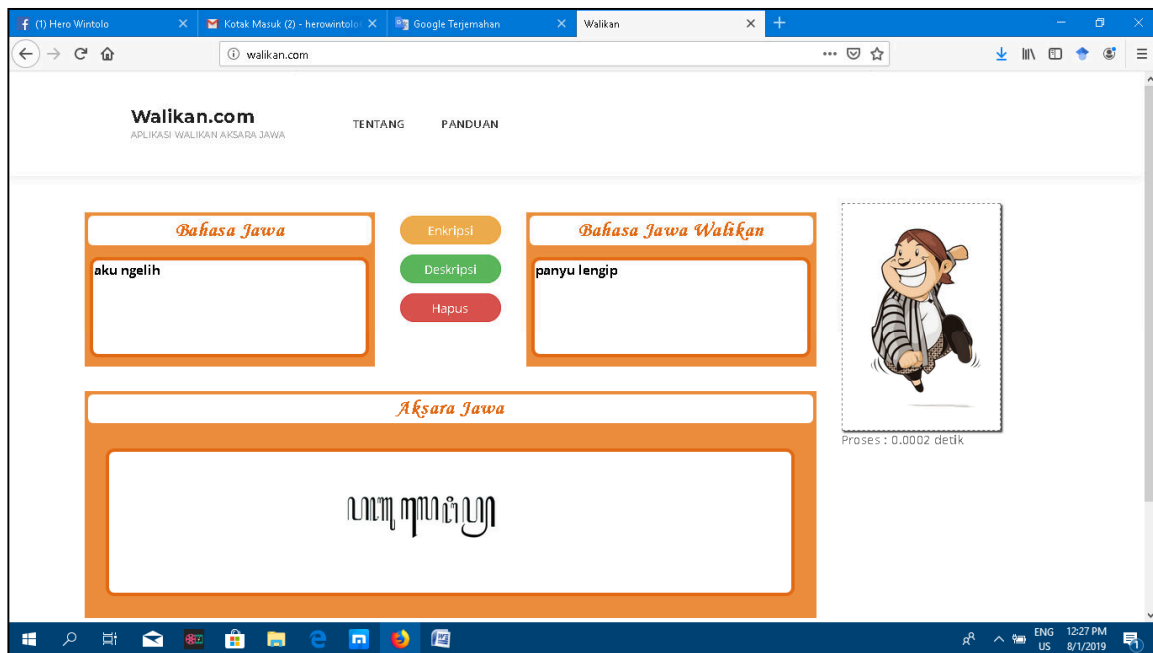 (1) Hero Wintolo
Kotak Masuk (2) - herowintolo
Google Terjemahan
Walikan
walikan.com
Walikan.com
APLIKASI WALIKAN AKSARA JAWA
TENTANG PANDUAN
Bahasa Jawa
aku ngelih
Enkripsi
Deskripsi
Hapus
Bahasa Jawa Walikan
panyu lengip
Proses : 0.0002 detik
Aksara Jawa
ENG
US
12:27 PM
8/1/2019